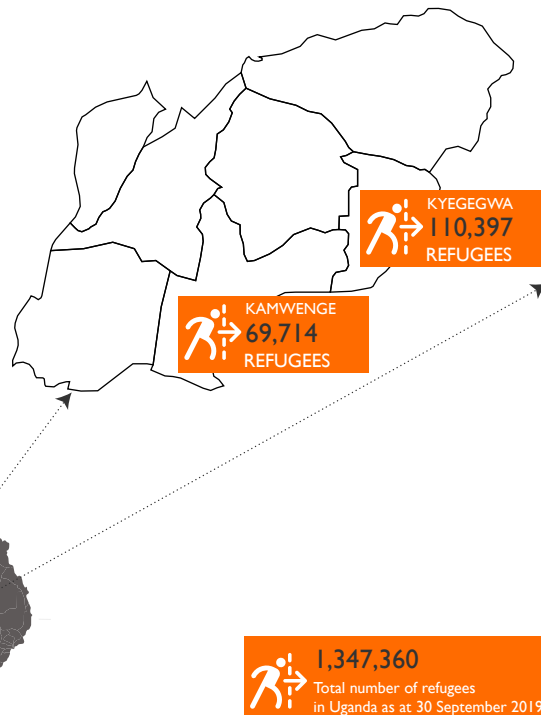 KYEGEGWA
110,397
REFUGEES
KAMWENGE
69,714
REFUGEES
1,347,360
Total number of refugees
in Uganda as at 30 September 2019